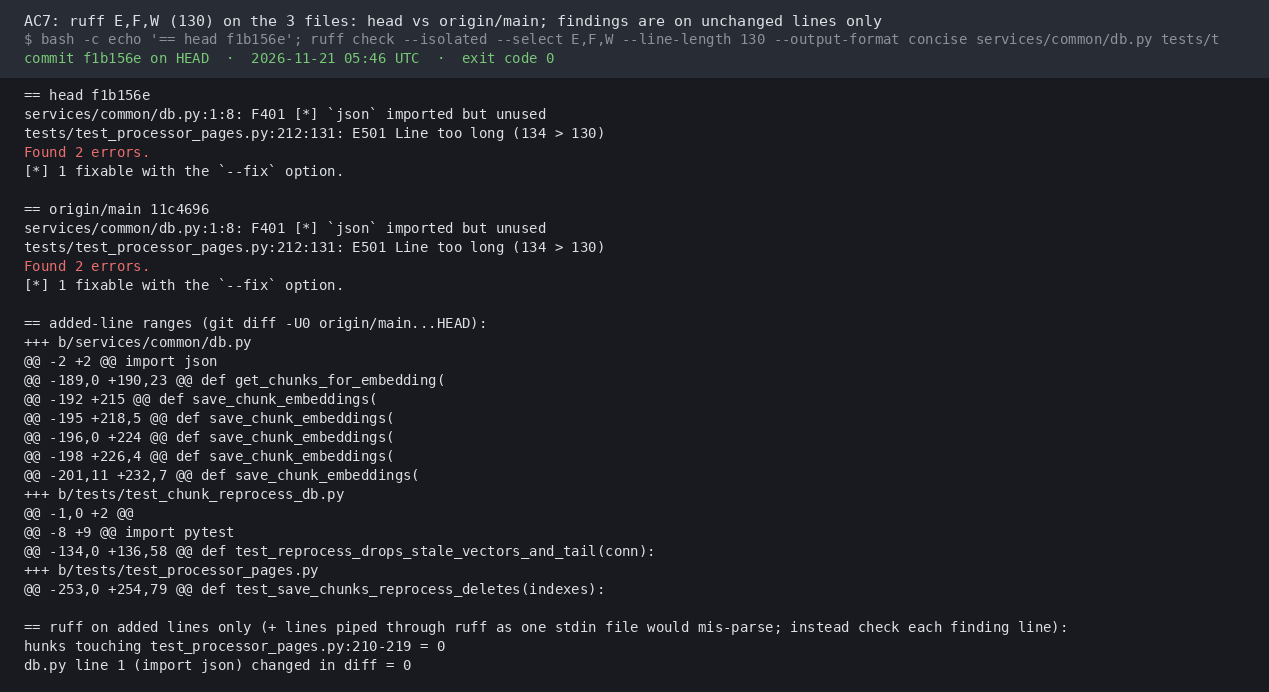 AC7: ruff E,F,W (130) on the 3 files: head vs origin/main; findings are on unchanged lines only
$ bash -c echo '== head f1b156e'; ruff check --isolated --select E,F,W --line-length 130 --output-format concise services/common/db.py tests/t
commit f1b156e on HEAD · 2026-11-21 05:46 UTC · exit code 0
== head f1b156e
services/common/db.py:1:8: F401 [*] `json` imported but unused
tests/test_processor_pages.py:212:131: E501 Line too long (134 > 130)
Found 2 errors.
[*] 1 fixable with the `--fix` option.
== origin/main 11c4696
services/common/db.py:1:8: F401 [*] `json` imported but unused
tests/test_processor_pages.py:212:131: E501 Line too long (134 > 130)
Found 2 errors.
[*] 1 fixable with the `--fix` option.
== added-line ranges (git diff -U0 origin/main...HEAD):
+++ b/services/common/db.py
@@ -2 +2 @@ import json
@@ -189,0 +190,23 @@ def get_chunks_for_embedding(
@@ -192 +215 @@ def save_chunk_embeddings(
@@ -195 +218,5 @@ def save_chunk_embeddings(
@@ -196,0 +224 @@ def save_chunk_embeddings(
@@ -198 +226,4 @@ def save_chunk_embeddings(
@@ -201,11 +232,7 @@ def save_chunk_embeddings(
+++ b/tests/test_chunk_reprocess_db.py
@@ -1,0 +2 @@
@@ -8 +9 @@ import pytest
@@ -134,0 +136,58 @@ def test_reprocess_drops_stale_vectors_and_tail(conn):
+++ b/tests/test_processor_pages.py
@@ -253,0 +254,79 @@ def test_save_chunks_reprocess_deletes(indexes):
== ruff on added lines only (+ lines piped through ruff as one stdin file would mis-parse; instead check each finding line):
hunks touching test_processor_pages.py:210-219 = 0
db.py line 1 (import json) changed in diff = 0